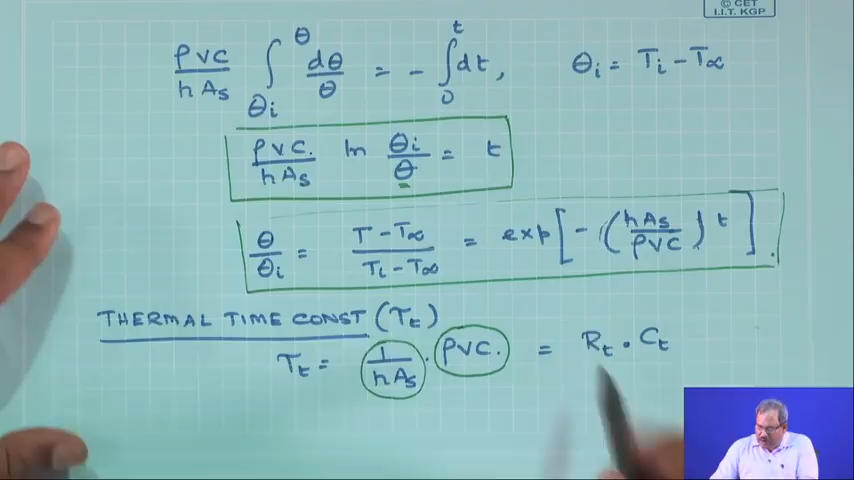 © CET
I.I.T. KGP
ρVC/hAs ∫θi^θ dθ/θ = - ∫0^t dt, θi = Ti - T∞
ρVC./hAs ln θi/θ = t
θ/θi = T - T∞/Ti - T∞ = exp[-(hAs/ρVC) t].
THERMAL TIME CONST (τt)
τt = 1/hAs · ρVC. = Rt · Ct